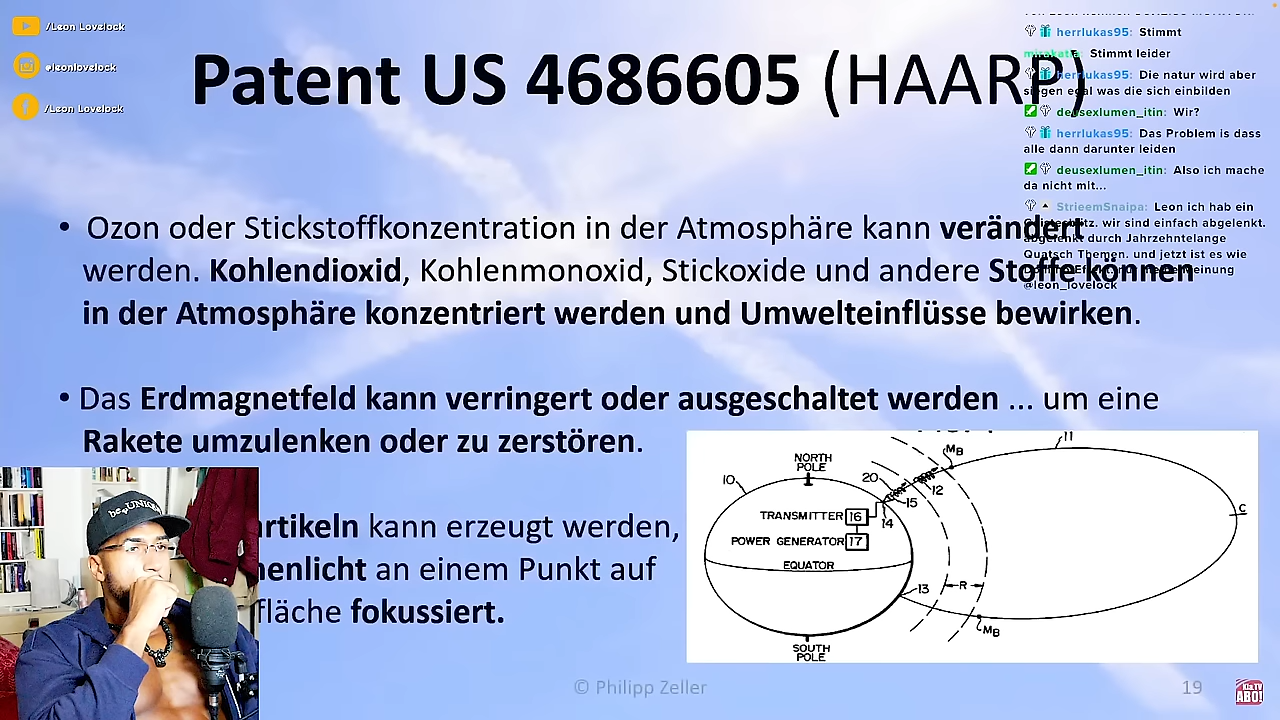 /Leon Lovelock
@leonlovelock
/Leon Lovelock
Patent US 4686605 (HAARP)
herrlukas95: Stimmt
Stimmt leider
herrlukas95: Die natur wird aber
siegen egal was die sich einbilden
deusexlumen_itin: Wir?
herrlukas95: Das Problem is dass
alle dann darunter leiden
deusexlumen_itin: Also ich mache
da nicht mit...
StrieemSnaipa: Leon ich hab ein
wir sind einfach abgelenkt.
abgelenkt durch Jahrzehntelange
Quatsch Themen. und jetzt ist es wie
@leon_lovelock
• Ozon oder Stickstoffkonzentration in der Atmosphäre kann verändert
werden. Kohlendioxid, Kohlenmonoxid, Stickoxide und andere Stoffe können
in der Atmosphäre konzentriert werden und Umwelteinflüsse bewirken.
• Das Erdmagnetfeld kann verringert oder ausgeschaltet werden ... um eine
Rakete umzulenken oder zu zerstören.
artikeln kann erzeugt werden,
nenlicht an einem Punkt auf
fläche fokussiert.
NORTH
POLE
10
20
MB
11
12
15
14
C
TRANSMITTER 16
POWER GENERATOR 17
EQUATOR
R
13
MB
SOUTH
POLE
© Philipp Zeller
19
ABO!